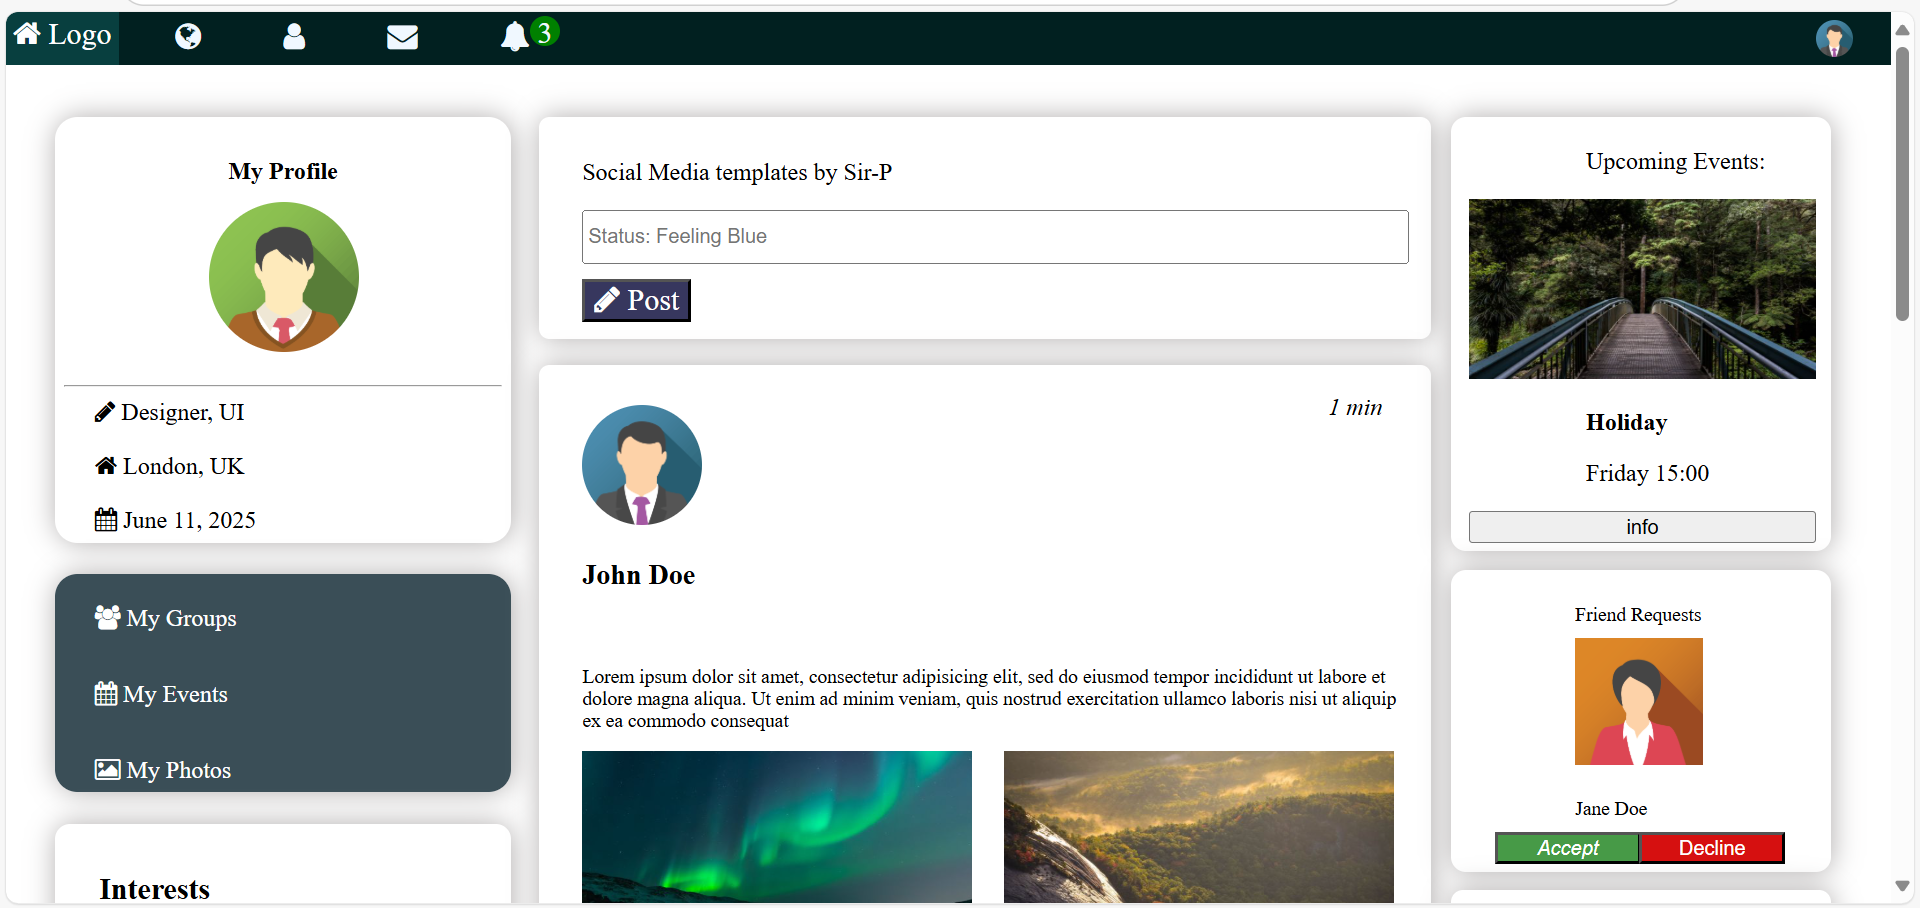 Logo
3
My Profile
Designer, UI
London, UK
June 11, 2025
My Groups
My Events
My Photos
Interests
Social Media templates by Sir-P
Status: Feeling Blue
Post
1 min
John Doe
Lorem ipsum dolor sit amet, consectetur adipisicing elit, sed do eiusmod tempor incididunt ut labore et
dolore magna aliqua. Ut enim ad minim veniam, quis nostrud exercitation ullamco laboris nisi ut aliquip
ex ea commodo consequat
Upcoming Events:
Holiday
Friday 15:00
info
Friend Requests
Jane Doe
Accept
Decline